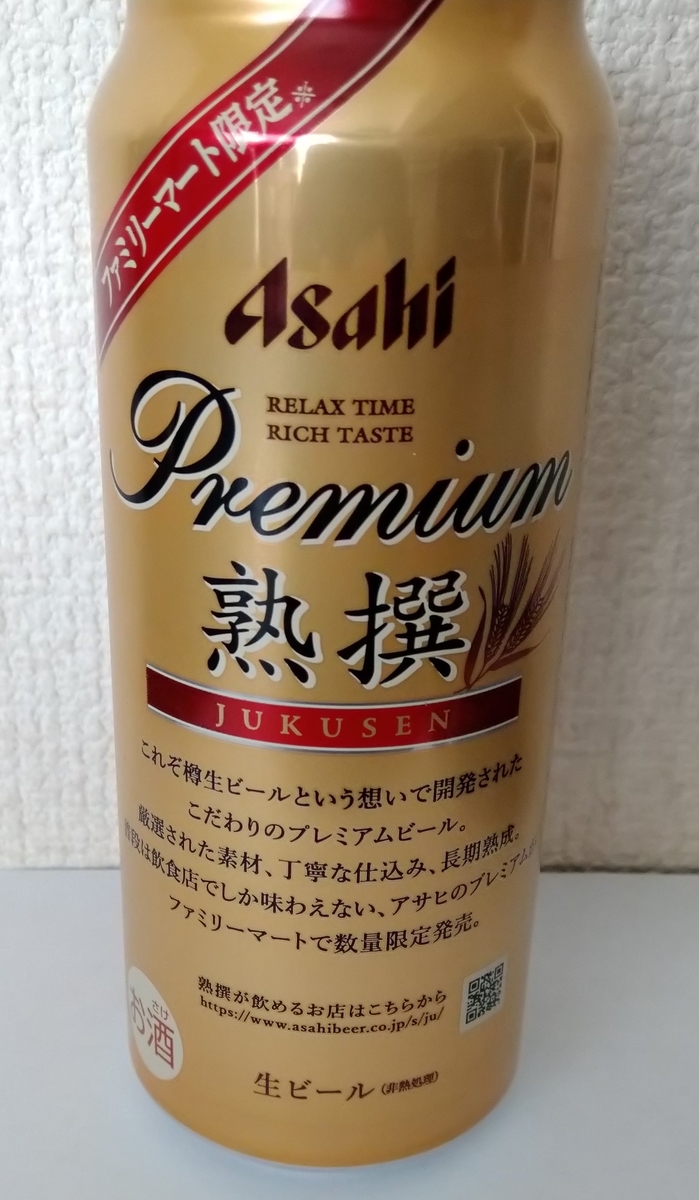 ファミリーマート限定※
Asahi
RELAX TIME
RICH TASTE
Premium
熟撰
JUKUSEN
これぞ樽生ビールという想いで開発された
こだわりのプレミアムビール。
厳選された素材、丁寧な仕込み、長期熟成。
普段は飲食店でしか味わえない、アサヒのプレミアム
ファミリーマートで数量限定発売。
熟撰が飲めるお店はこちらから
https://www.asahibeer.co.jp/s/ju/
さけ
お酒
生ビール(非熱処理)